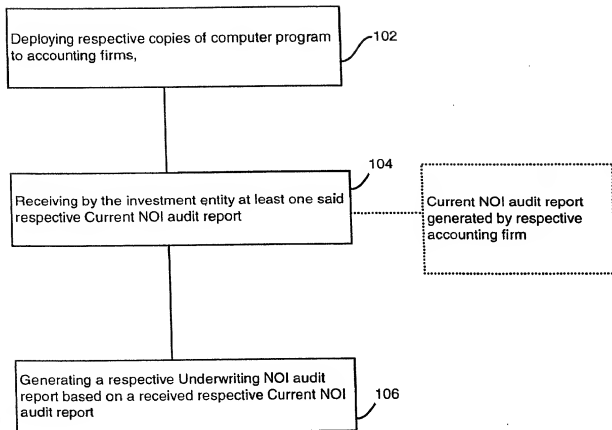 Deploying respective copies of computer program
to accounting firms,
102
104
Receiving by the investment entity at least one said
respective Current NOI audit report
Current NOI audit report
generated by respective
accounting firm
Generating a respective Underwriting NOI audit
report based on a received respective Current NOI
audit report
106